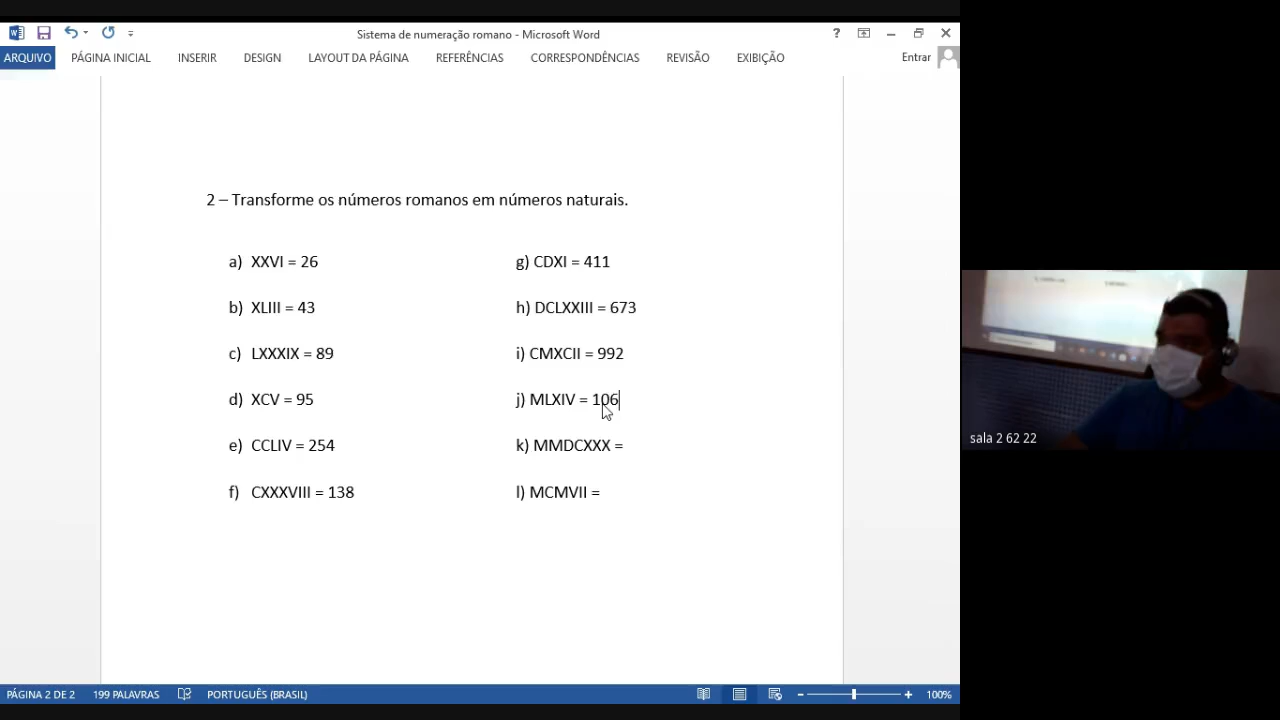 Sistema de numeração romano - Microsoft Word
?
ARQUIVO PÁGINA INICIAL INSERIR DESIGN LAYOUT DA PÁGINA REFERÊNCIAS CORRESPONDÊNCIAS REVISÃO EXIBIÇÃO Entrar
2 – Transforme os números romanos em números naturais.
a) XXVI = 26
b) XLIII = 43
c) LXXXIX = 89
d) XCV = 95
e) CCLIV = 254
f) CXXXVIII = 138
g) CDXI = 411
h) DCLXXIII = 673
i) CMXCII = 992
j) MLXIV = 106
k) MMDCXXX =
l) MCMVII =
sala 2 62 22
PÁGINA 2 DE 2 199 PALAVRAS PORTUGUÊS (BRASIL) 100%